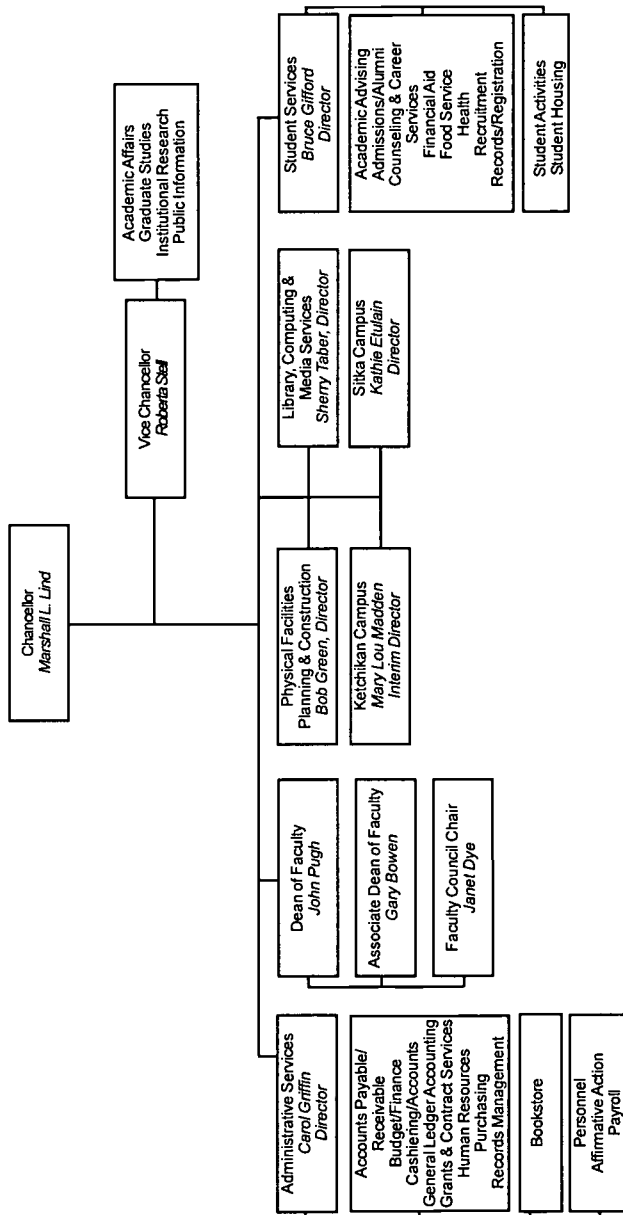 Chancellor
Marshall L. Lind
Vice Chancellor
Roberta Stell
Academic Affairs
Graduate Studies
Institutional Research
Public Information
Administrative Services
Carol Griffin
Director
Accounts Payable/
Receivable
Budget/Finance
Cashiering/Accounts
General Ledger Accounting
Grants & Contract Services
Human Resources
Purchasing
Records Management
Bookstore
Personnel
Affirmative Action
Payroll
Dean of Faculty
John Pugh
Associate Dean of Faculty
Gary Bowen
Faculty Council Chair
Janet Dye
Physical Facilities
Planning & Construction
Bob Green, Director
Ketchikan Campus
Mary Lou Madden
Interim Director
Library, Computing &
Media Services
Sherry Taber, Director
Sitka Campus
Kathie Etulain
Director
Student Services
Bruce Gifford
Director
Academic Advising
Admissions/Alumni
Counseling & Career
Services
Financial Aid
Food Service
Health
Recruitment
Records/Registration
Student Activities
Student Housing